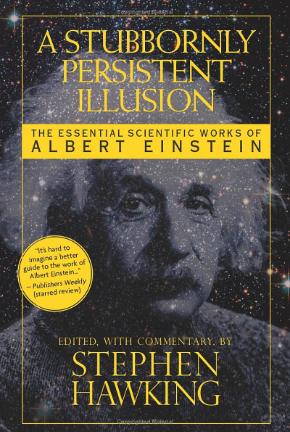 A STUBBORNLY
PERSISTENT
ILLUSION
THE ESSENTIAL SCIENTIFIC WORKS OF
ALBERT EINSTEIN
"It's hard to
imagine a better
guide to the work of
Albert Einstein..."
– Publishers Weekly
(starred review)
EDITED, WITH COMMENTARY, BY
STEPHEN
HAWKING